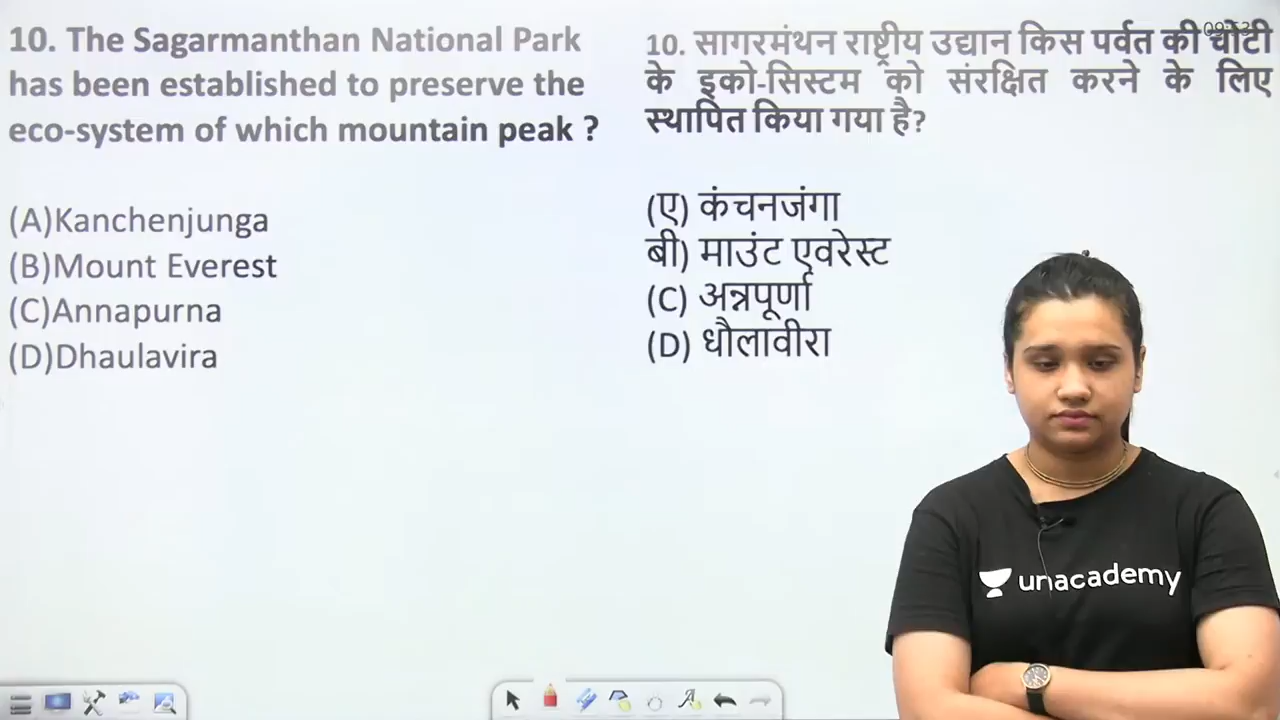 10. The Sagarmanthan National Park
has been established to preserve the
eco-system of which mountain peak ?
(A)Kanchenjunga
(B)Mount Everest
(C)Annapurna
(D)Dhaulavira
10. सागरमंथन राष्ट्रीय उद्यान किस पर्वत की चोटी
के इको-सिस्टम को संरक्षित करने के लिए
स्थापित किया गया है?
(ए) कंचनजंगा
बी) माउंट एवरेस्ट
(C) अन्नपूर्णा
(D) धौलावीरा
unacademy